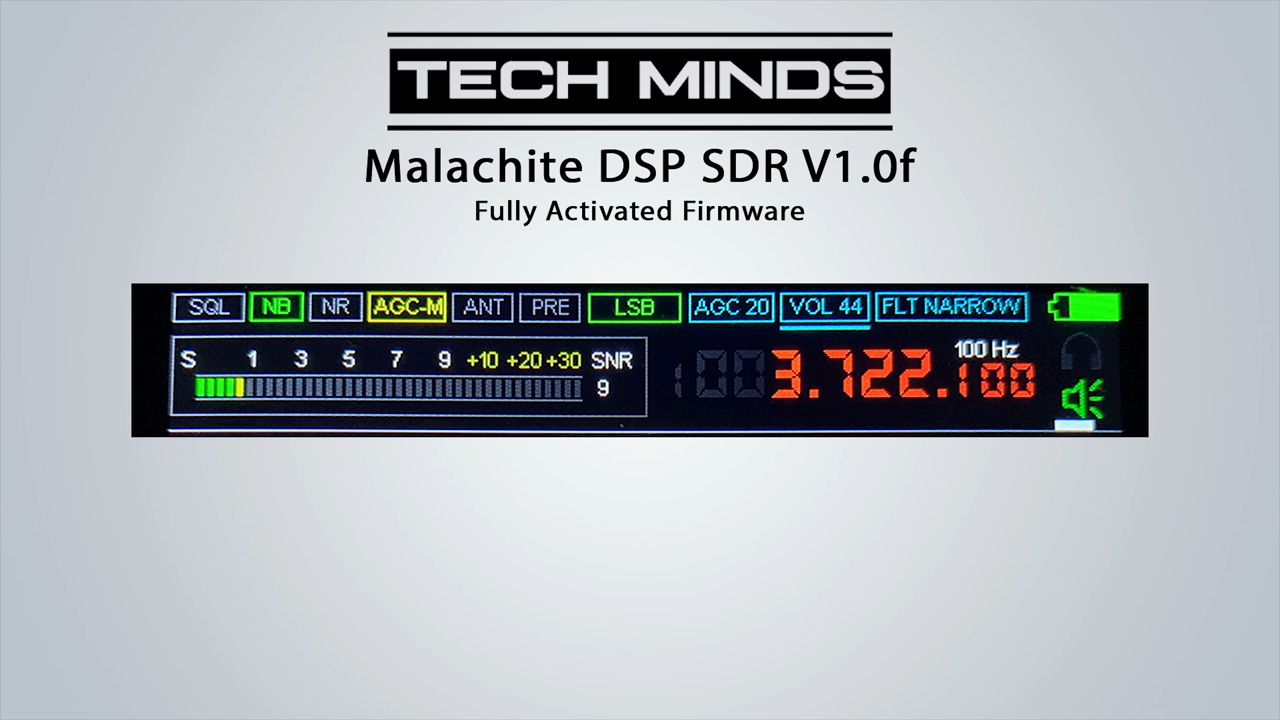 TECH MINDS
Malachite DSP SDR V1.0f
Fully Activated Firmware
SQL NB NR AGC-M ANT PRE LSB AGC 20 VOL 44 FLT NARROW
S 1 3 5 7 9 +10 +20 +30 SNR
9
100 Hz
3.722.100